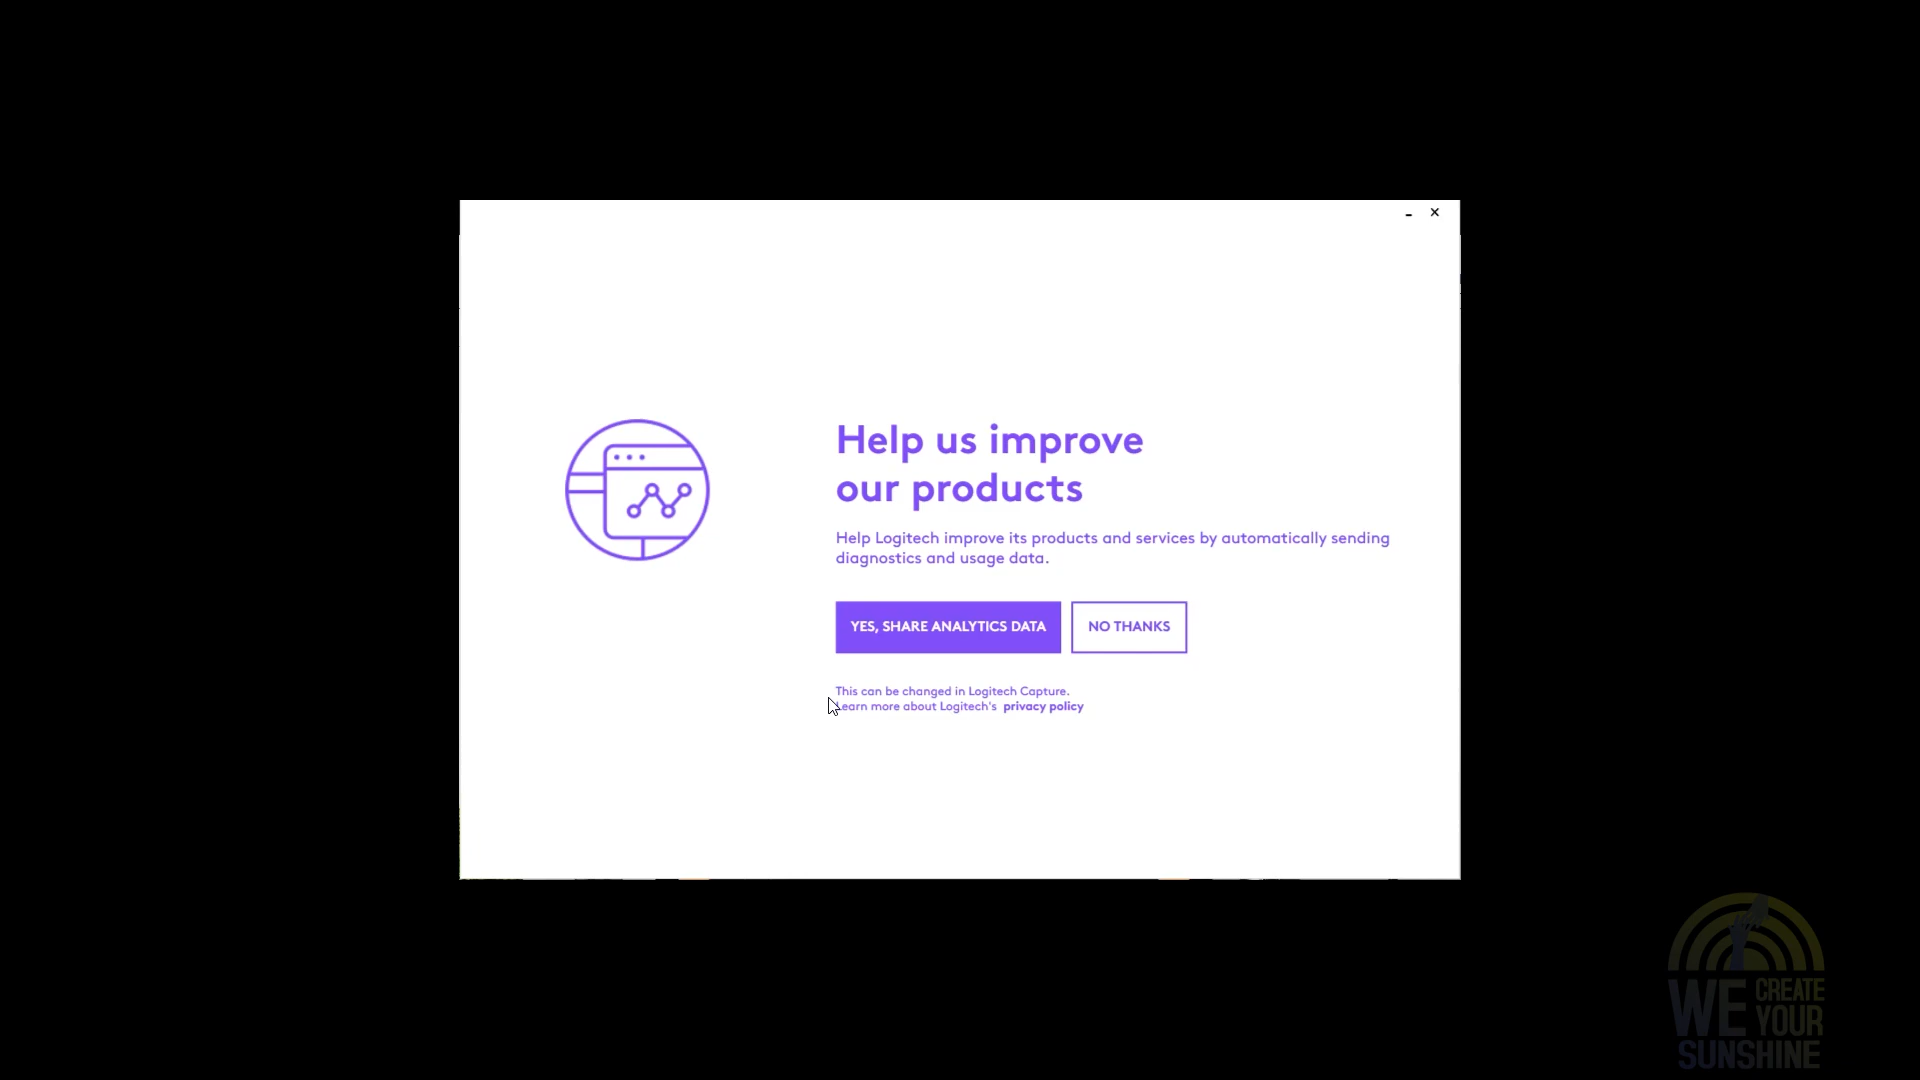 Help us improve
our products
Help Logitech improve its products and services by automatically sending
diagnostics and usage data.
YES, SHARE ANALYTICS DATA
NO THANKS
This can be changed in Logitech Capture.
Learn more about Logitech's privacy policy
WE CREATE
YOUR
SUNSHINE